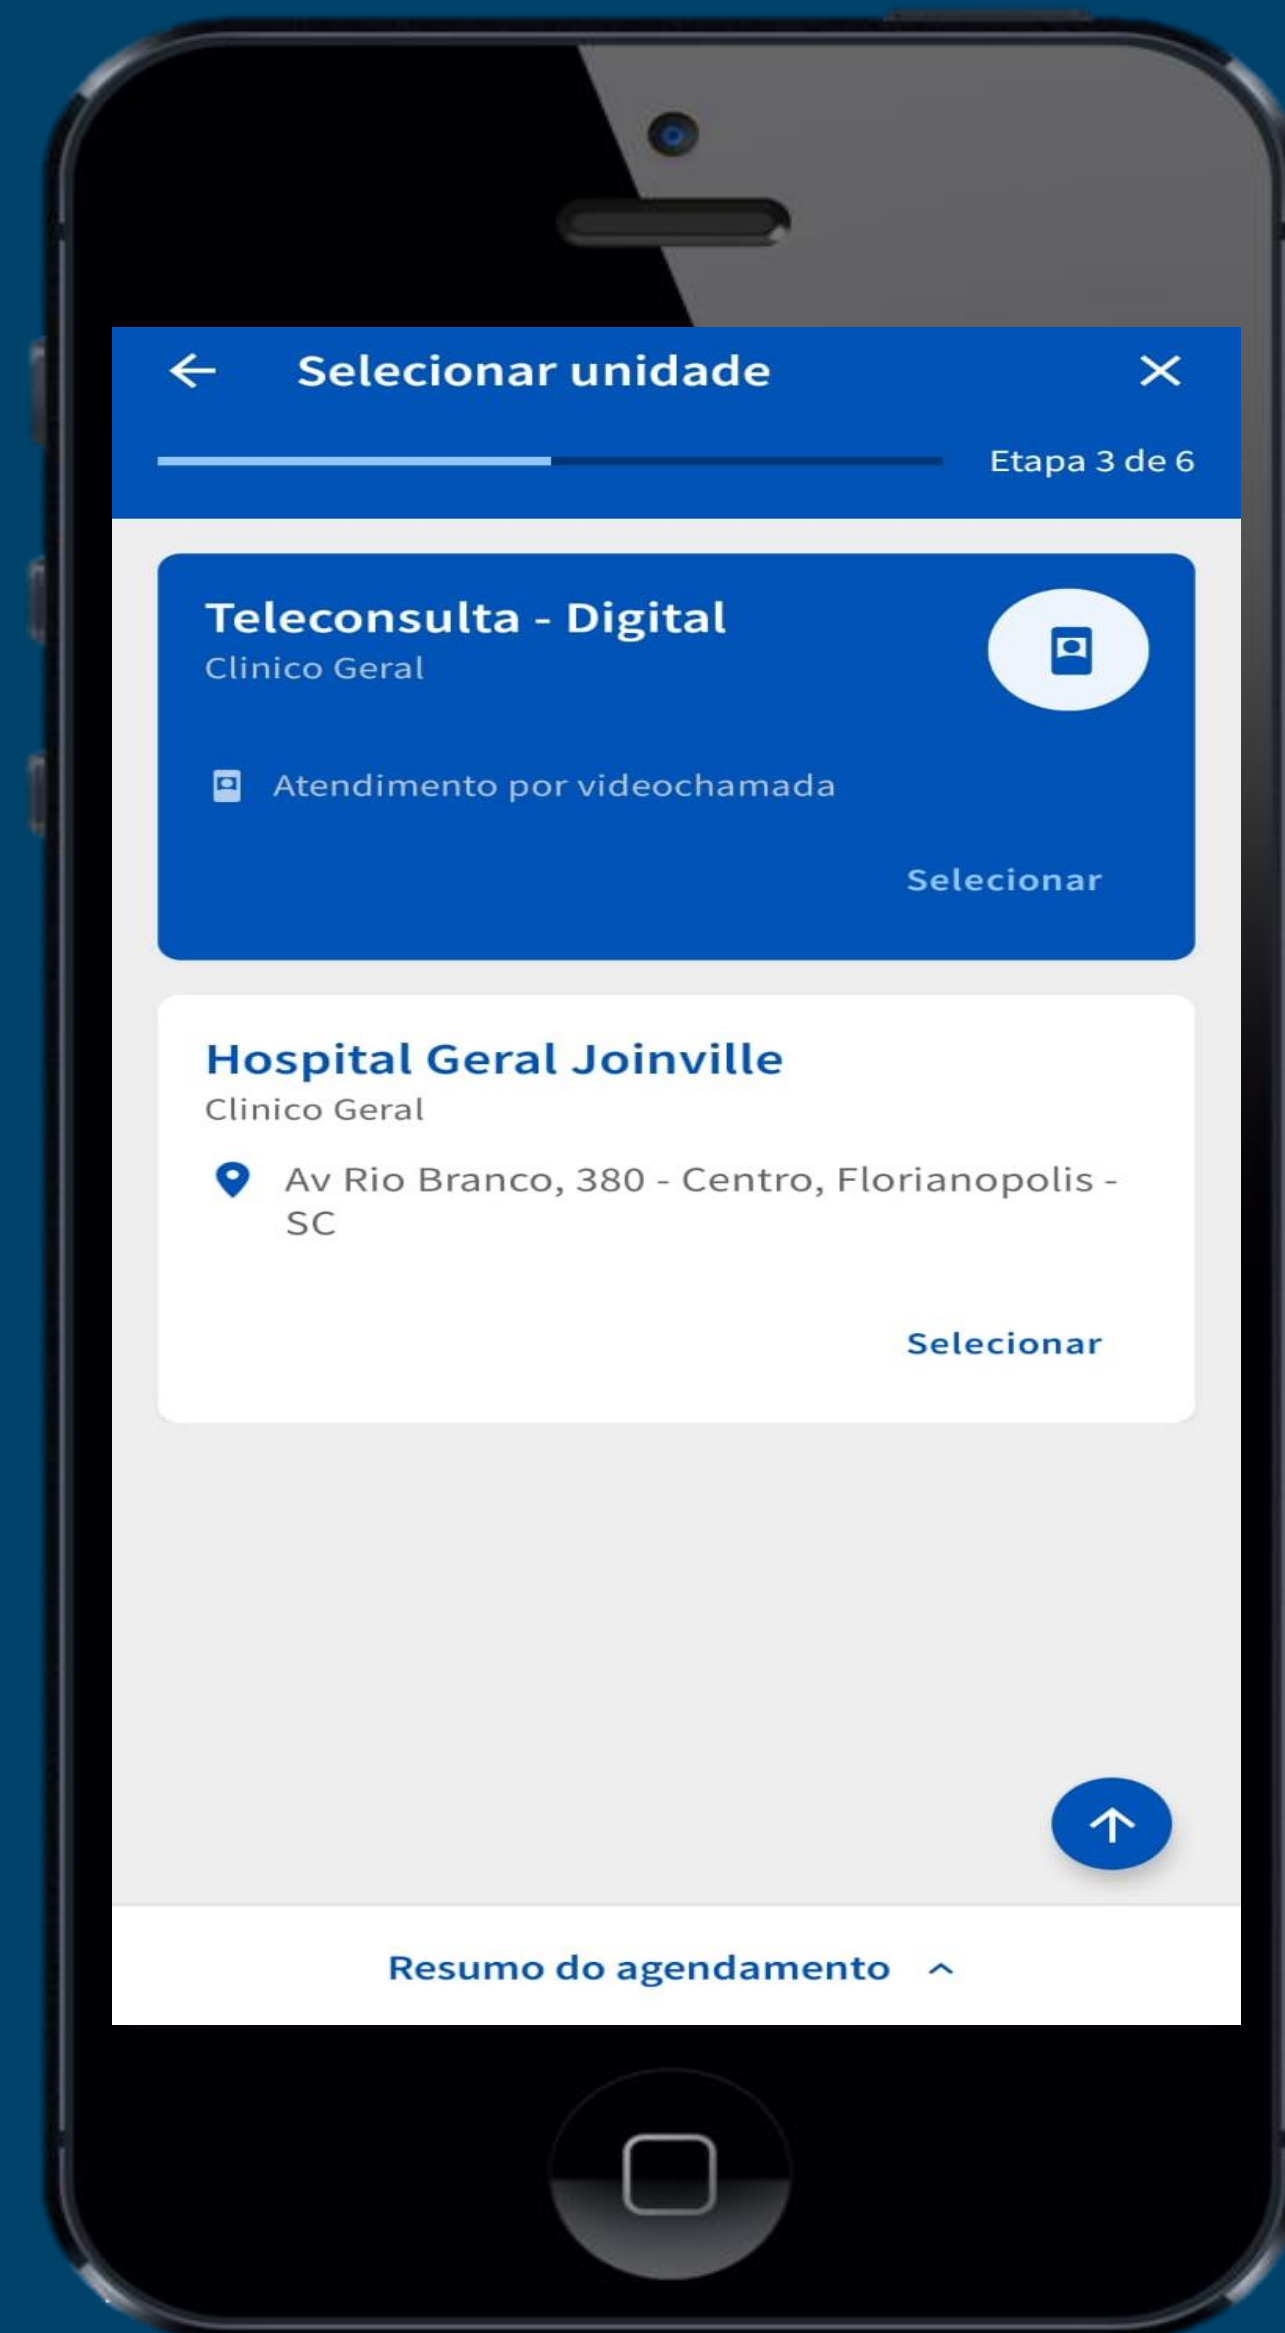 Selecionar unidade
Etapa 3 de 6
Teleconsulta - Digital
Clinico Geral
Atendimento por videochamada
Selecionar
Hospital Geral Joinville
Clinico Geral
Av Rio Branco, 380 - Centro, Florianopolis -
SC
Selecionar
Resumo do agendamento